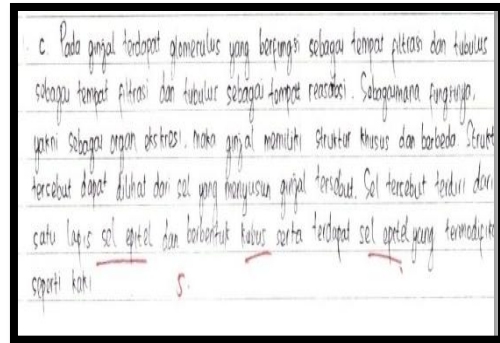 c. Pada ginjal terdapat glomerulus yang berfungsi sebagai tempat filtrasi dan tubulus
sebagai tempat filtrasi dan tubulus sebagai tempat reabsorbsi. Sebagaimana fungsinya,
yakni sebagai organ ekskresi, maka ginjal memiliki struktur khusus dan berbeda. Strukt
tersebut dapat dilihat dari sel yang menyusun ginjal tersebut. Sel tersebut terdiri dari
satu lapis sel epitel dan berbentuk kubus serta terdapat sel epitel yang termodifik
seperti kaki
S.